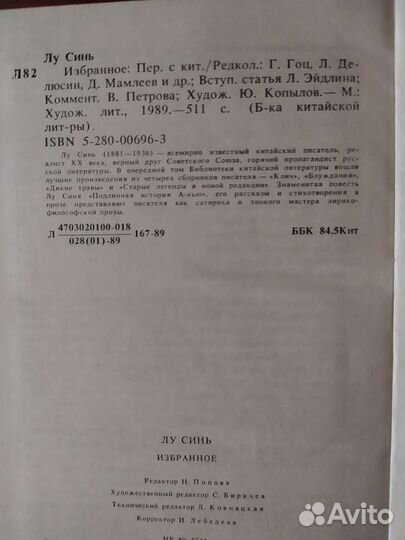 Лу Синь
Л82 Избранное: Пер. с кит./Редкол.: Г. Гоц, Л. Де-
люсин, Д. Мамлеев и др.; Вступ. статья Л. Эйдлина;
Коммент. В. Петрова; Худож. Ю. Копылов.— М.:
Худож. лит., 1989.—511 с. (Б-ка китайской
лит-ры).
ISBN 5-280-00696-3
Лу Синь (1881—1936) — всемирно известный китайский писатель, ре-
алист XX века, верный друг Советского Союза, горячий пропагандист рус-
ской литературы. В очередной том Библиотеки китайской литературы вошли
лучшие произведения из четырех сборников писателя — «Клич», «Блуждания»,
«Дикие травы» и «Старые легенды в новой редакции». Знаменитая повесть
Лу Синя «Подлинная история А-кью», его рассказы и стихотворения в
прозе представляют писателя как сатирика и тонкого мастера лирико-
философской прозы.
Л 4703020100-018 167-89 ББК 84.5Кит
028(01)-89
ЛУ СИНЬ
ИЗБРАННОЕ
Редактор Н. Попова
Художественный редактор С. Биричев
Технический редактор Л. Ковнацкая
Корректор И. Лебедева
Avito